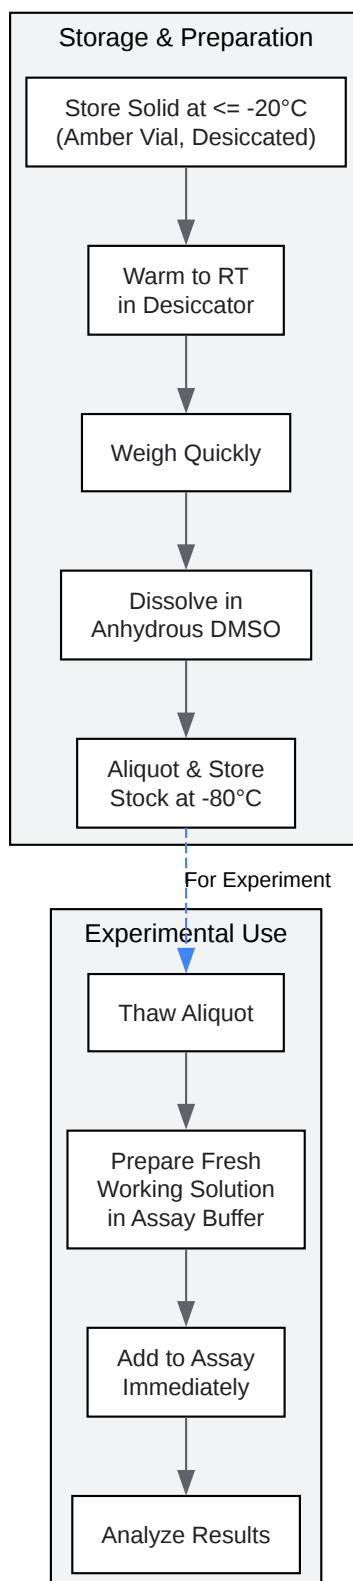 Storage & Preparation
Store Solid at <= -20°C
(Amber Vial, Desiccated)
Warm to RT
in Desiccator
Weigh Quickly
Dissolve in
Anhydrous DMSO
Aliquot & Store
Stock at -80°C
For Experiment
Experimental Use
Thaw Aliquot
Prepare Fresh
Working Solution
in Assay Buffer
Add to Assay
Immediately
Analyze Results